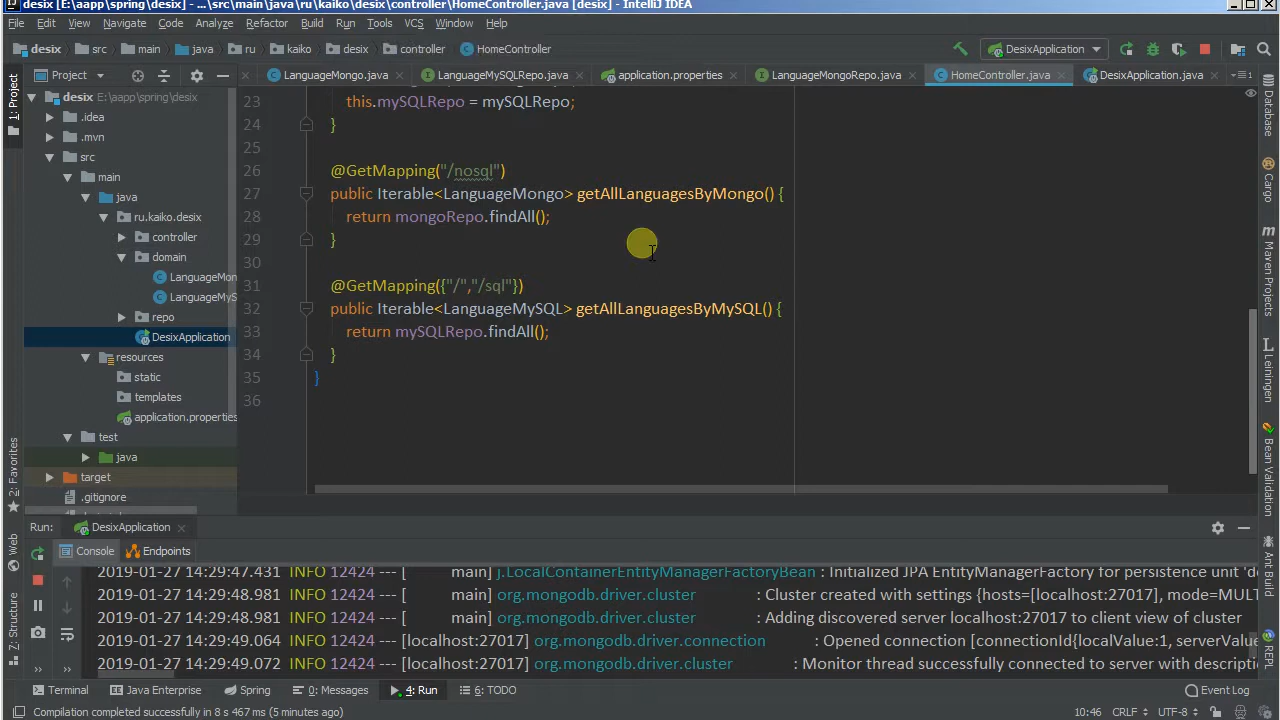 desix [E:\aapp\spring\desix] - ...\src\main\java\ru\kaiko\desix\controller\HomeController.java [desix] - IntelliJ IDEA
File Edit View Navigate Code Analyze Refactor Build Run Tools VCS Window Help
desix src main java ru kaiko desix controller HomeController DesixApplication
1: Project
Project LanguageMongo.java LanguageMySQLRepo.java application.properties LanguageMongoRepo.java HomeController.java DesixApplication.java
desix E:\aapp\spring\desix
.idea
.mvn
src
main
java
ru.kaiko.desix
controller
domain
LanguageMon
LanguageMyS
repo
DesixApplication
resources
static
templates
application.properties
test
java
target
.gitignore
23 this.mySQLRepo = mySQLRepo;
24 }
25
26 @GetMapping("/nosql")
27 public Iterable<LanguageMongo> getAllLanguagesByMongo() {
28 return mongoRepo.findAll();
29 }
30
31 @GetMapping({"/","/sql"})
32 public Iterable<LanguageMySQL> getAllLanguagesByMySQL() {
33 return mySQLRepo.findAll();
34 }
35 }
36
Database
Cargo
Maven Projects
Leiningen
Bean Validation
Ant Build
REPL
2: Favorites
Web
7: Structure
Run: DesixApplication
Console Endpoints
2019-01-27 14:29:47.431 INFO 12424 --- [ main] j.LocalContainerEntityManagerFactoryBean : Initialized JPA EntityManagerFactory for persistence unit 'de
2019-01-27 14:29:48.981 INFO 12424 --- [ main] org.mongodb.driver.cluster : Cluster created with settings {hosts=[localhost:27017], mode=MULT
2019-01-27 14:29:48.981 INFO 12424 --- [ main] org.mongodb.driver.cluster : Adding discovered server localhost:27017 to client view of cluster
2019-01-27 14:29:49.064 INFO 12424 --- [localhost:27017] org.mongodb.driver.connection : Opened connection [connectionId{localValue:1, serverValue
2019-01-27 14:29:49.072 INFO 12424 --- [localhost:27017] org.mongodb.driver.cluster : Monitor thread successfully connected to server with descriptio
Terminal Java Enterprise Spring 0: Messages 4: Run 6: TODO Event Log
Compilation completed successfully in 8 s 467 ms (5 minutes ago) 10:46 CRLF UTF-8